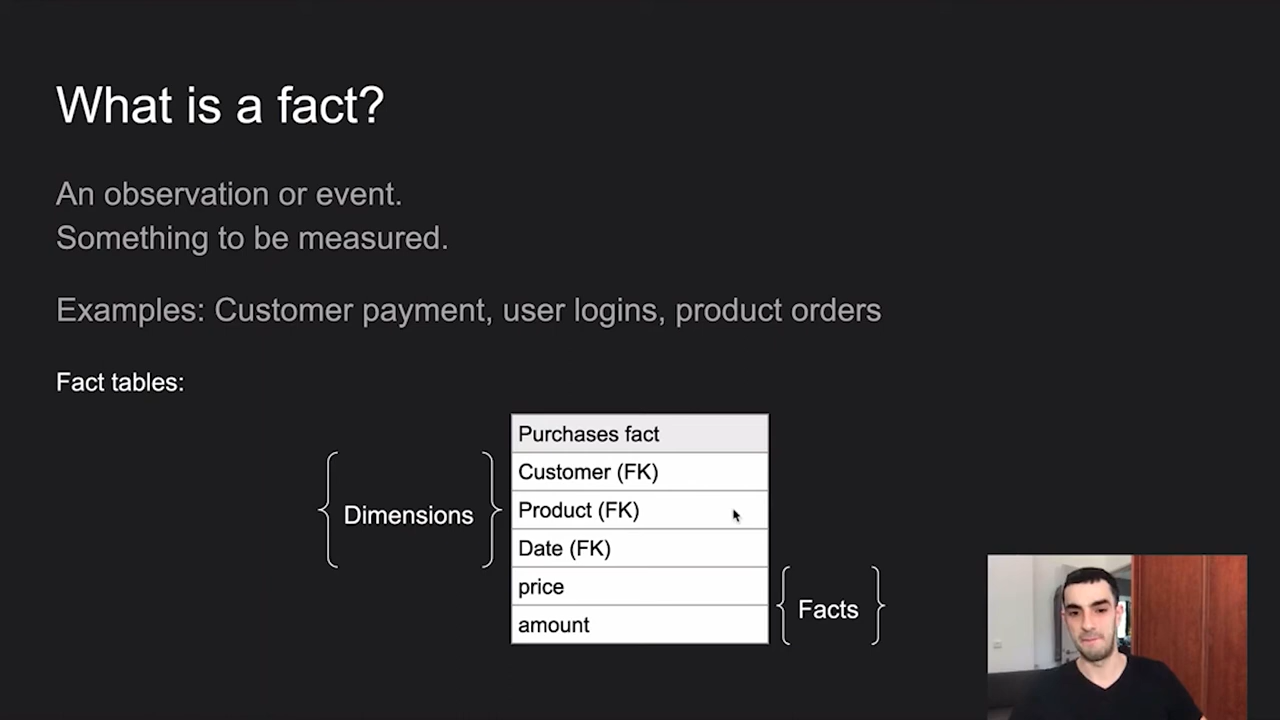 What is a fact?
An observation or event.
Something to be measured.
Examples: Customer payment, user logins, product orders
Fact tables:
Purchases fact
Customer (FK)
Product (FK)
Date (FK)
price
amount
Dimensions
Facts